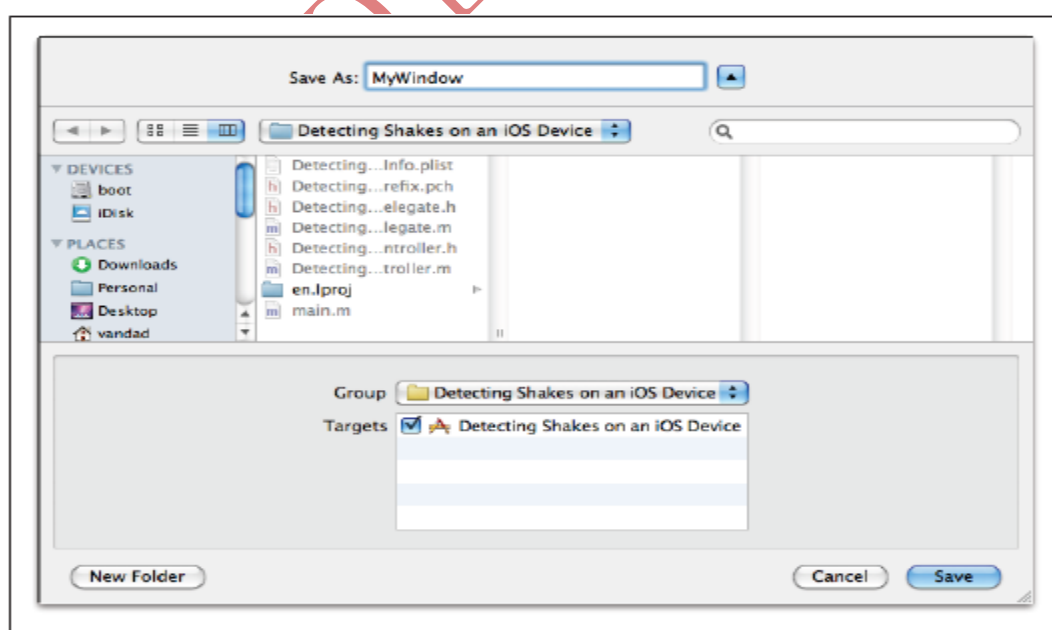 Save As: MyWindow
Detecting Shakes on an iOS Device
DEVICES
boot
iDisk
PLACES
Downloads
Personal
Desktop
vandad
Detecting...Info.plist
Detecting...refix.pch
Detecting...elegate.h
Detecting...legate.m
Detecting...ntroller.h
Detecting...troller.m
en.lproj
main.m
Group Detecting Shakes on an iOS Device
Targets Detecting Shakes on an iOS Device
New Folder Cancel Save